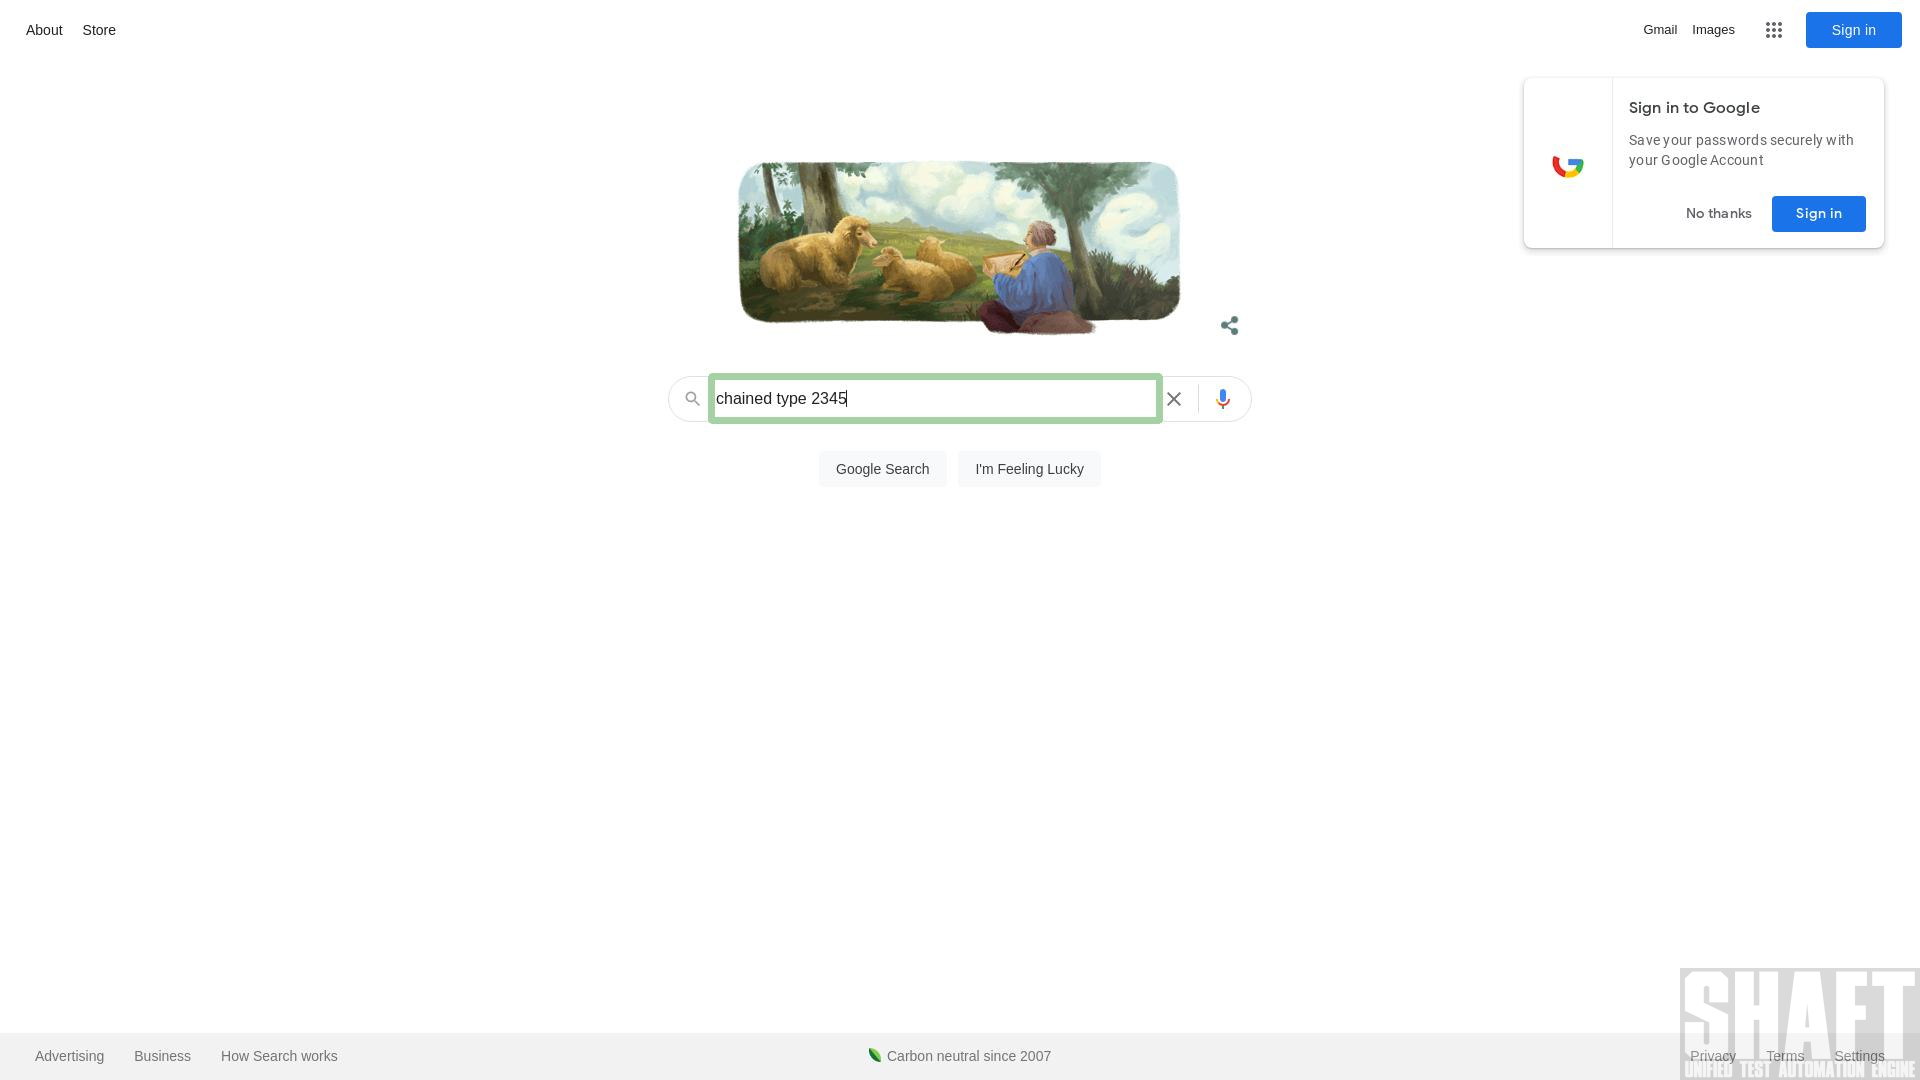 About Store
Gmail Images Sign in
Sign in to Google
Save your passwords securely with
your Google Account
No thanks Sign in
chained type 2345
Google Search I'm Feeling Lucky
Advertising Business How Search works
Carbon neutral since 2007
Privacy Terms Settings
SHAFT
UNIFIED TEST AUTOMATION ENGINE